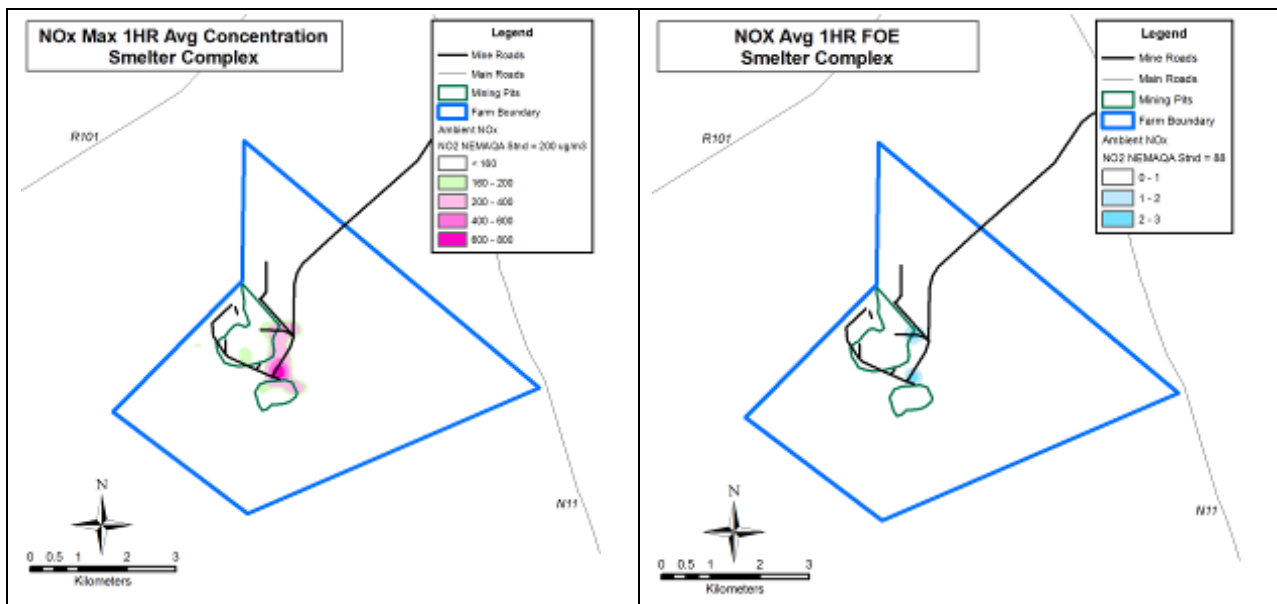 NOx Max 1HR Avg Concentration
Smelter Complex
Legend
Mine Roads
Main Roads
Mining Pits
Farm Boundary
Ambient NOx
NO2 NEMAQA Stnd = 200 ug/m3
< 160
160 - 200
200 - 400
400 - 600
600 - 800
R101
N11
N
0 0.5 1 2 3
Kilometers
NOX Avg 1HR FOE
Smelter Complex
Legend
Mine Roads
Main Roads
Mining Pits
Farm Boundary
Ambient NOx
NO2 NEMAQA Stnd = 88
0 - 1
1 - 2
2 - 3
R101
N11
N
0 0.5 1 2 3
Kilometers